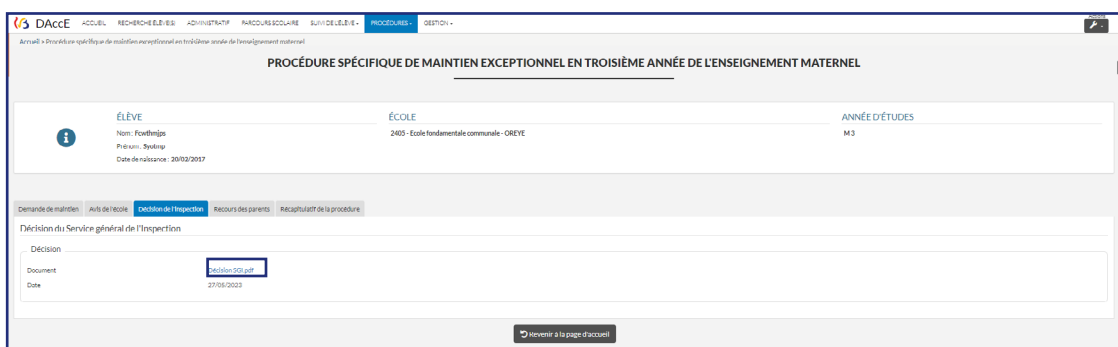 DAccE ACCUEIL RECHERCHE ÉLÈVE(S) ADMINISTRATIF PARCOURS SCOLAIRE SUIVI DE L'ÉLÈVE PROCÉDURES GESTION
Accueil » Procédure spécifique de maintien exceptionnel en troisième année de l'enseignement maternel
PROCÉDURE SPÉCIFIQUE DE MAINTIEN EXCEPTIONNEL EN TROISIÈME ANNÉE DE L'ENSEIGNEMENT MATERNEL
ÉLÈVE ÉCOLE ANNÉE D'ÉTUDES
Nom : Fcwthmjps 2405 - Ecole fondamentale communale - OREYE M3
Prénom : Syubmp
Date de naissance : 20/02/2017
Demande de maintien Avis de l'école Décision de l'Inspection Recours des parents Récapitulatif de la procédure
Décision du Service général de l'Inspection
Décision
Document Décision SGI.pdf
Date 27/05/2023
Revenir à la page d'accueil